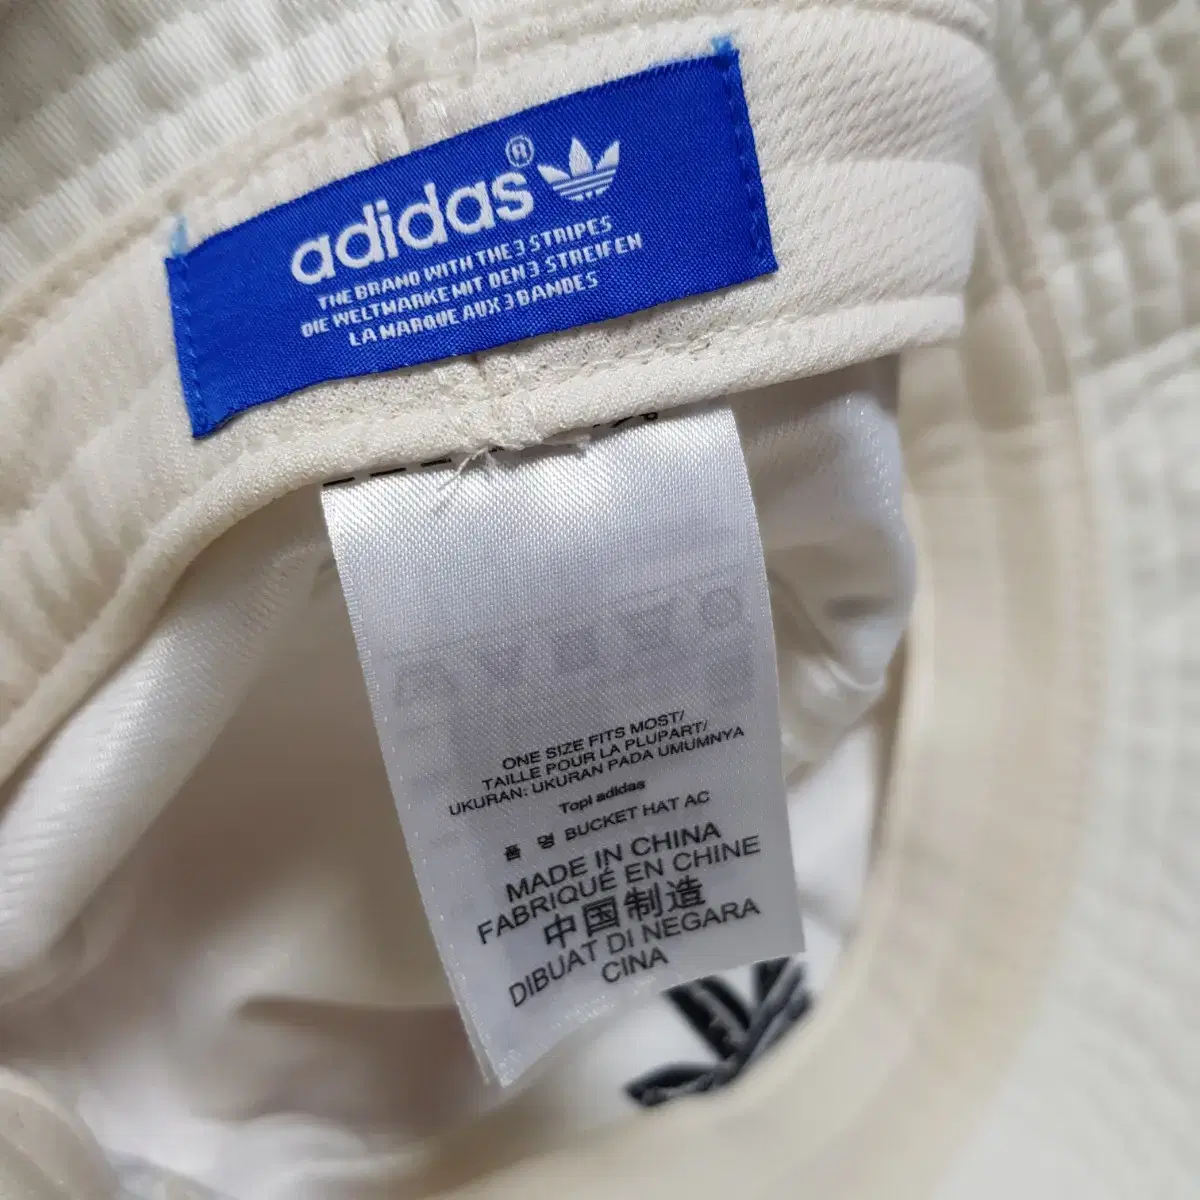 adidas®
THE BRAND WITH THE 3 STRIPES
DIE WELTMARKE MIT DEN 3 STREIFEN
LA MARQUE AUX 3 BANDES
ONE SIZE FITS MOST/
TAILLE POUR LA PLUPART/
UKURAN: UKURAN PADA UMUMNYA
Topi adidas
품 명 BUCKET HAT AC
MADE IN CHINA
FABRIQUÉ EN CHINE
中国制造
DIBUAT DI NEGARA
CINA